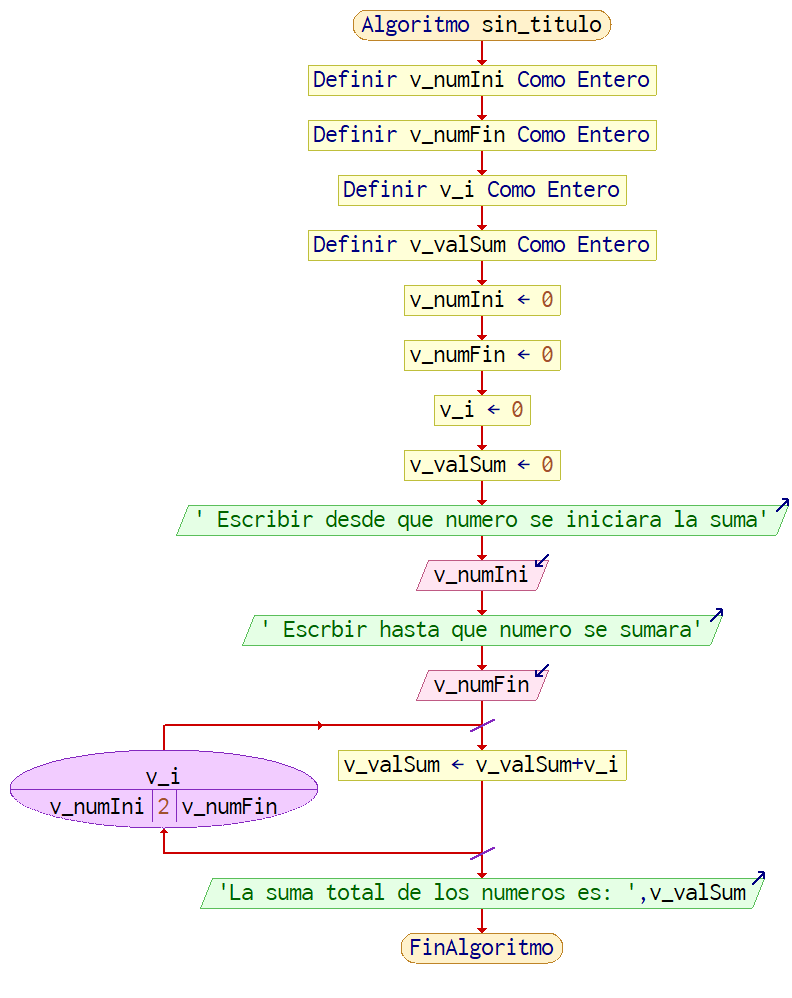 Algoritmo sin_titulo
Definir v_numIni Como Entero
Definir v_numFin Como Entero
Definir v_i Como Entero
Definir v_valSum Como Entero
v_numIni ← 0
v_numFin ← 0
v_i ← 0
v_valSum ← 0
' Escribir desde que numero se iniciara la suma'
v_numIni
' Escrbir hasta que numero se sumara'
v_numFin
v_valSum ← v_valSum+v_i
v_i
v_numIni 2 v_numFin
'La suma total de los numeros es: ',v_valSum
FinAlgoritmo